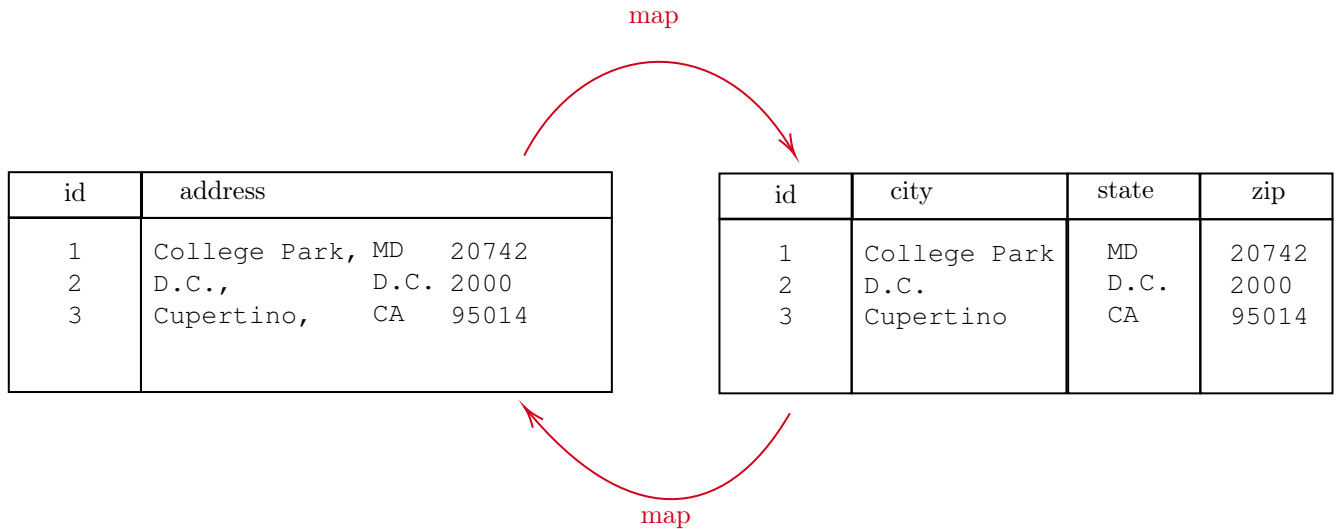 map
id address
1 College Park, MD 20742
2 D.C., D.C. 2000
3 Cupertino, CA 95014
id city state zip
1 College Park MD 20742
2 D.C. D.C. 2000
3 Cupertino CA 95014
map